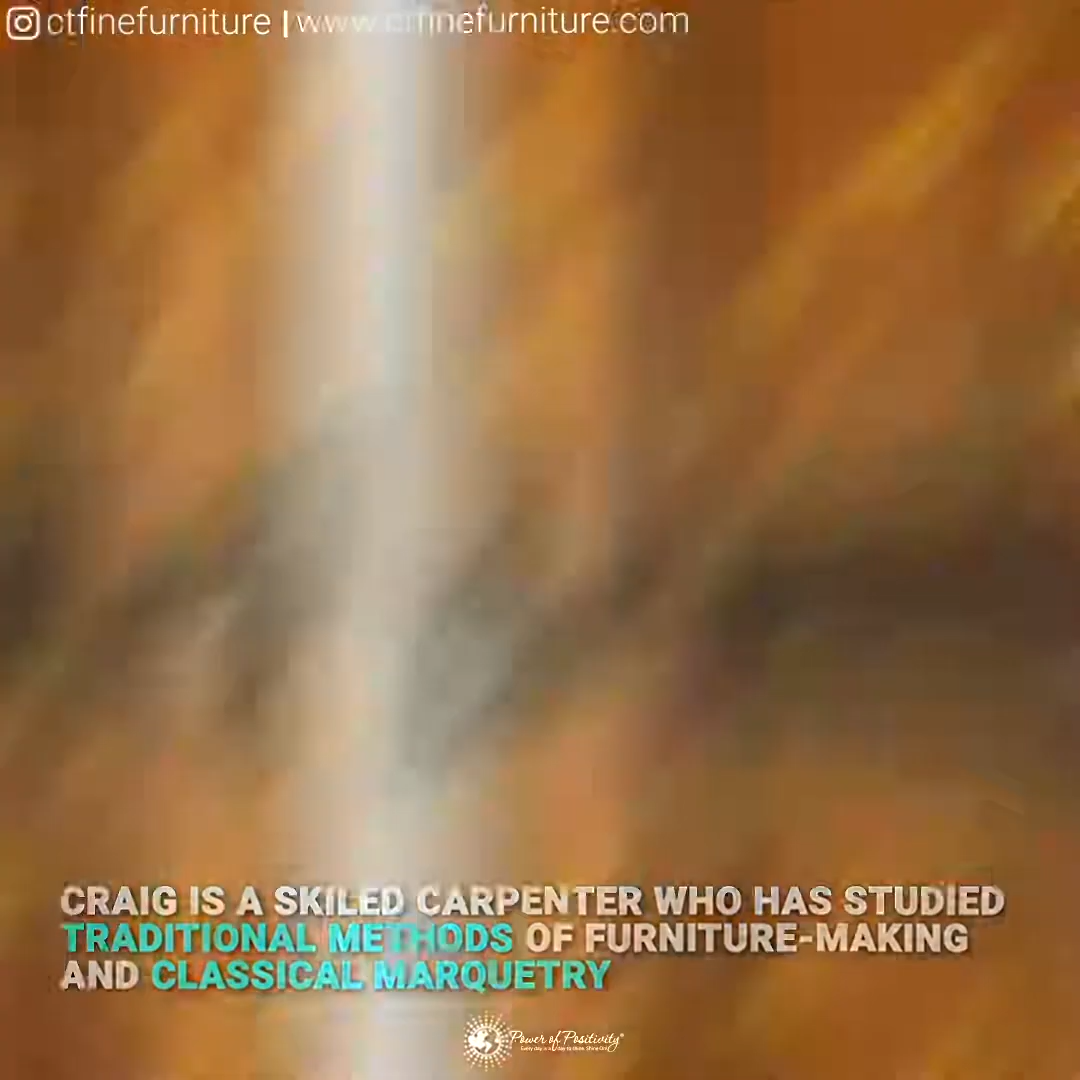 ctfinefurniture | www.ctfinefurniture.com
CRAIG IS A SKILED CARPENTER WHO HAS STUDIED
TRADITIONAL METHODS OF FURNITURE-MAKING
AND CLASSICAL MARQUETRY
Power of Positivity